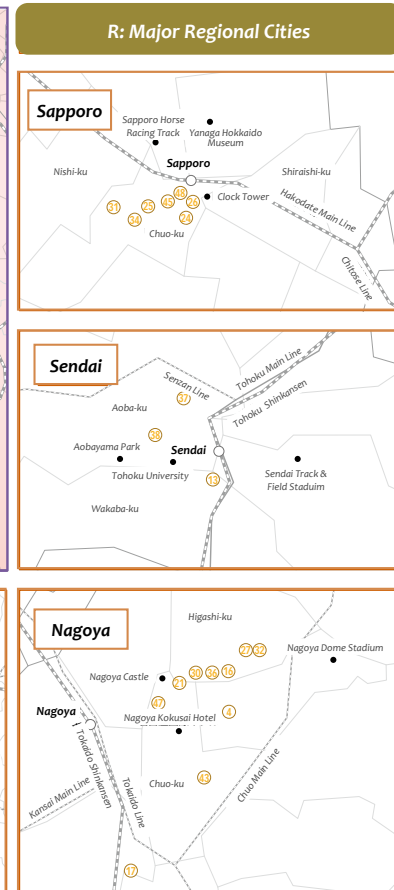 R: Major Regional Cities
Sapporo
Sapporo Horse
Racing Track
Yanaga Hokkaido
Museum
Sapporo
Nishi-ku
Shiraishi-ku
48
45
26
Clock Tower
31
25
34
24
Hakodate Main Line
Chuo-ku
Chitose Line
Sendai
Tohoku Main Line
Senzan Line
37
Tohoku Shinkansen
Aoba-ku
38
Aobayama Park
Sendai
Tohoku University
13
Sendai Track &
Field Staduim
Wakaba-ku
Nagoya
Higashi-ku
27
32
Nagoya Dome Stadium
Nagoya Castle
30
36
16
21
47
4
Nagoya
Nagoya Kokusai Hotel
Tokaido Shinkansen
Chuo-ku
43
Chuo Main Line
Kansai Main Line
Tokaido Line
17